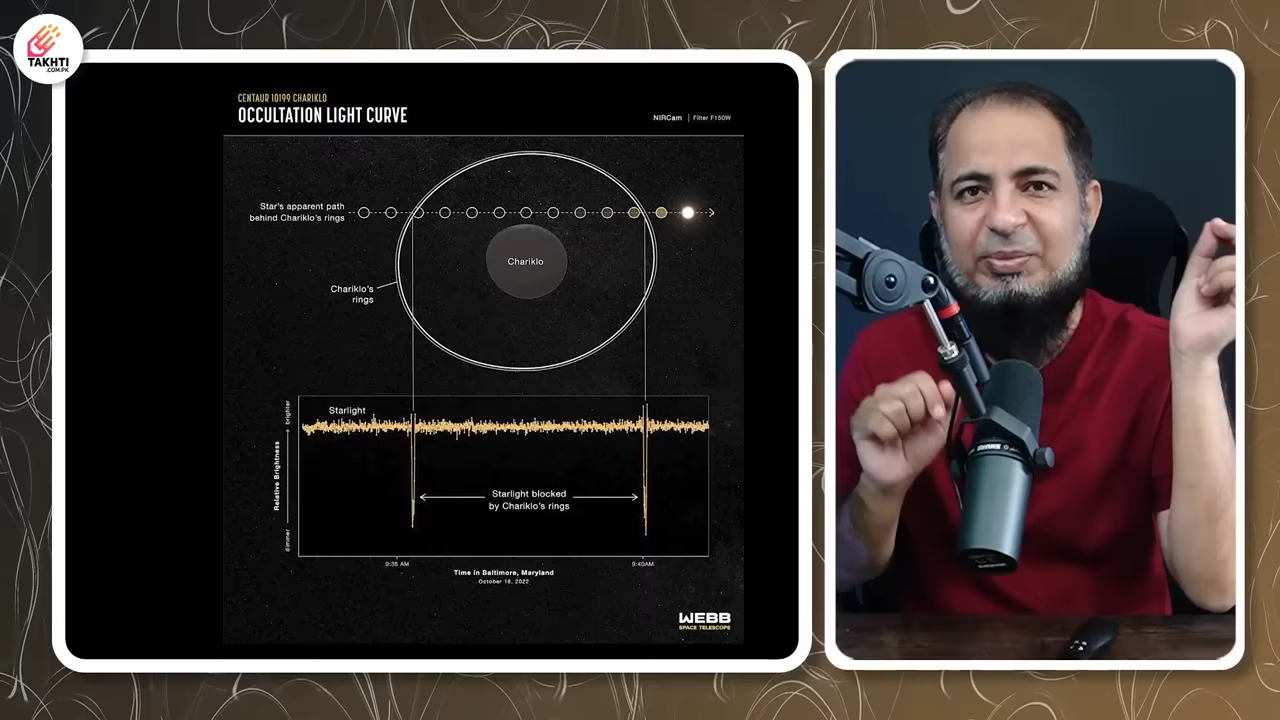 TAKHTI
.COM.PK
CENTAUR 10199 CHARIKLO
OCCULTATION LIGHT CURVE
NIRCam | Filter F150W
Star's apparent path
behind Chariklo's rings
Chariklo
Chariklo's
rings
brighter
Starlight
Relative Brightness
Starlight blocked
by Chariklo's rings
dimmer
9:35 AM
9:40AM
Time in Baltimore, Maryland
October 18, 2022
WEBB
SPACE TELESCOPE